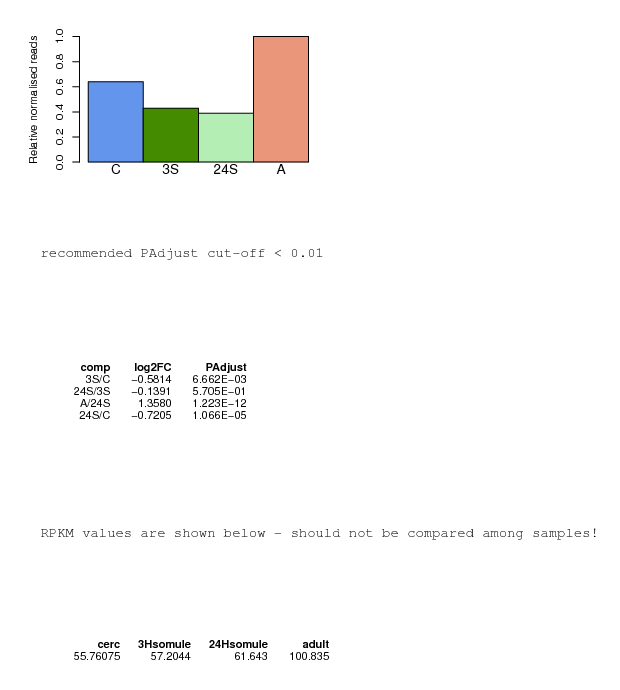 Relative normalised reads
0.0 0.2 0.4 0.6 0.8 1.0
C 3S 24S A
recommended PAdjust cut-off < 0.01
comp log2FC PAdjust
3S/C −0.5814 6.662E−03
24S/3S −0.1391 5.705E−01
A/24S 1.3580 1.223E−12
24S/C −0.7205 1.066E−05
RPKM values are shown below - should not be compared among samples!
cerc 3Hsomule 24Hsomule adult
55.76075 57.2044 61.643 100.835